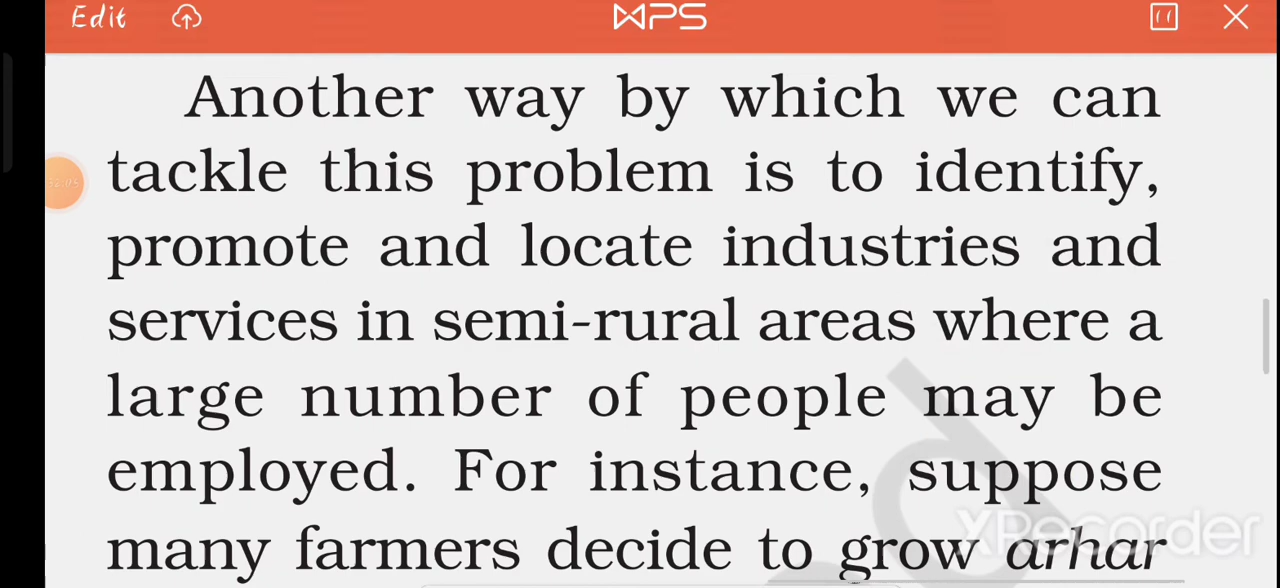 Edit WPS
Another way by which we can
32:05
tackle this problem is to identify,
promote and locate industries and
services in semi-rural areas where a
large number of people may be
employed. For instance, suppose
many farmers decide to grow arhar
XRecorder